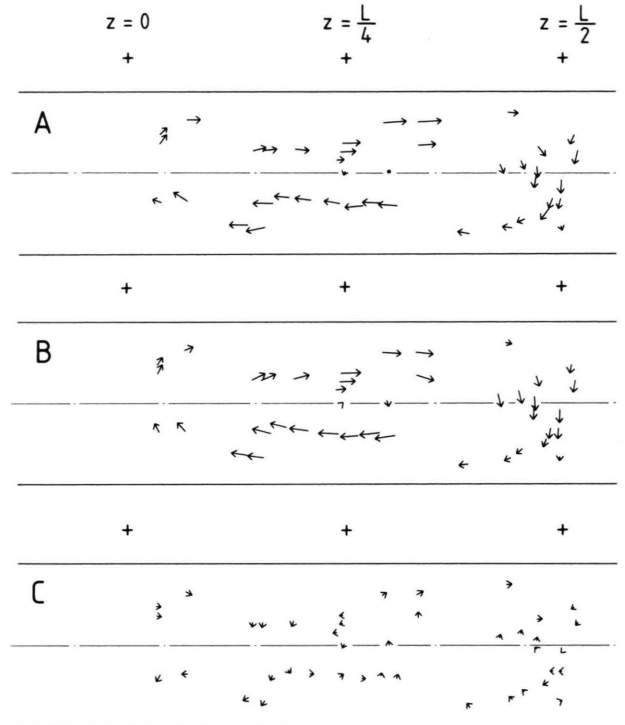 z = 0
z = L/4
z = L/2
A
B
C